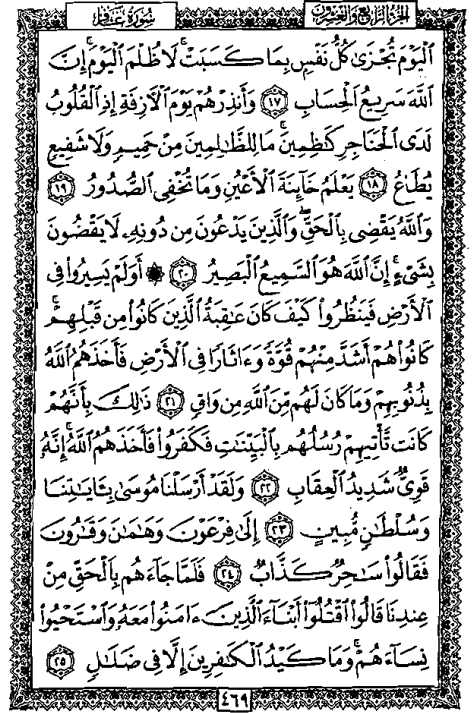 سُورَةُ غَافِلٍ
الجزء الرابع والعشرون
ٱلْيَوْمَ تُجْزَىٰ كُلُّ نَفْسٍۭ بِمَا كَسَبَتْ ۚ لَا ظُلْمَ ٱلْيَوْمَ ۚ إِنَّ
ٱللَّهَ سَرِيعُ ٱلْحِسَابِ ١٧ وَأَنذِرْهُمْ يَوْمَ ٱلْـَٔازِفَةِ إِذِ ٱلْقُلُوبُ
لَدَى ٱلْحَنَاجِرِ كَـٰظِمِينَ ۚ مَا لِلظَّـٰلِمِينَ مِنْ حَمِيمٍ وَلَا شَفِيعٍ
يُطَاعُ ١٨ يَعْلَمُ خَآئِنَةَ ٱلْأَعْيُنِ وَمَا تُخْفِى ٱلصُّدُورُ ١٩
وَٱللَّهُ يَقْضِى بِٱلْحَقِّ ۖ وَٱلَّذِينَ يَدْعُونَ مِن دُونِهِۦ لَا يَقْضُونَ
بِشَىْءٍ ۗ إِنَّ ٱللَّهَ هُوَ ٱلسَّمِيعُ ٱلْبَصِيرُ ٢٠ ۞ أَوَلَمْ يَسِيرُوا۟ فِى
ٱلْأَرْضِ فَيَنظُرُوا۟ كَيْفَ كَانَ عَـٰقِبَةُ ٱلَّذِينَ كَانُوا۟ مِن قَبْلِهِمْ ۚ
كَانُوا۟ هُمْ أَشَدَّ مِنْهُمْ قُوَّةً وَءَاثَارًا فِى ٱلْأَرْضِ فَأَخَذَهُمُ ٱللَّهُ
بِذُنُوبِهِمْ وَمَا كَانَ لَهُم مِّنَ ٱللَّهِ مِن وَاقٍ ٢١ ذَٰلِكَ بِأَنَّهُمْ
كَانَت تَّأْتِيهِمْ رُسُلُهُم بِٱلْبَيِّنَـٰتِ فَكَفَرُوا۟ فَأَخَذَهُمُ ٱللَّهُ ۚ إِنَّهُۥ
قَوِىٌّ شَدِيدُ ٱلْعِقَابِ ٢٢ وَلَقَدْ أَرْسَلْنَا مُوسَىٰ بِـَٔايَـٰتِنَا
وَسُلْطَـٰنٍ مُّبِينٍ ٢٣ إِلَىٰ فِرْعَوْنَ وَهَـٰمَـٰنَ وَقَـٰرُونَ
فَقَالُوا۟ سَـٰحِرٌ كَذَّابٌ ٢٤ فَلَمَّا جَآءَهُم بِٱلْحَقِّ مِنْ
عِندِنَا قَالُوا۟ ٱقْتُلُوٓا۟ أَبْنَآءَ ٱلَّذِينَ ءَامَنُوا۟ مَعَهُۥ وَٱسْتَحْيُوا۟
نِسَآءَهُمْ ۚ وَمَا كَيْدُ ٱلْكَـٰفِرِينَ إِلَّا فِى ضَلَـٰلٍ ٢٥
٤٦٩